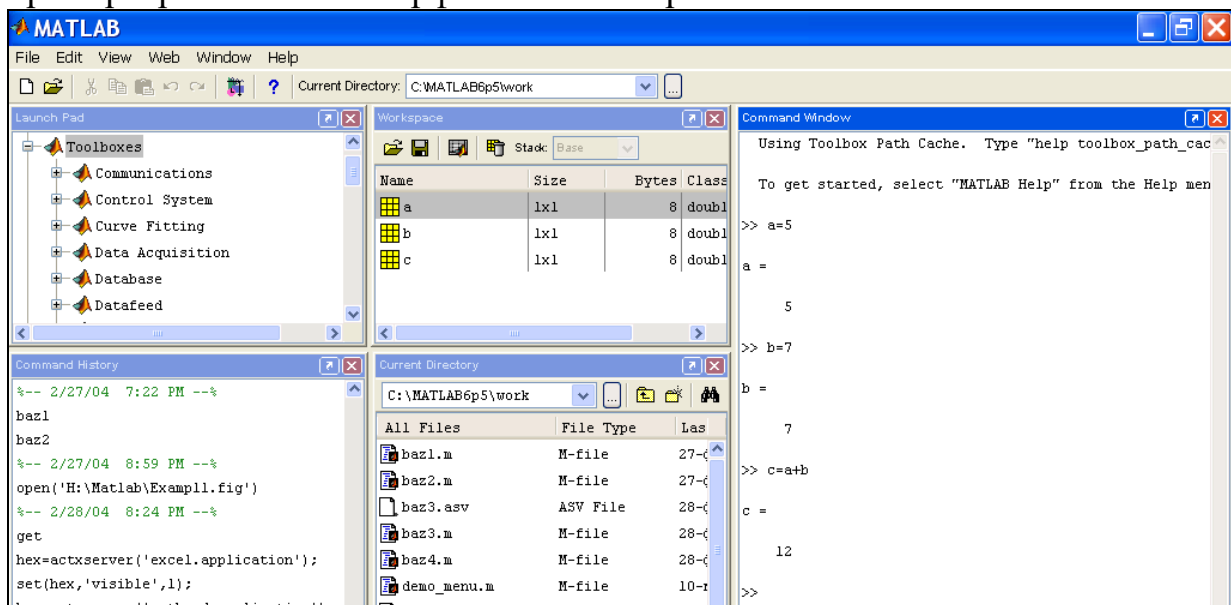 MATLAB
File Edit View Web Window Help
? Current Directory: C:\MATLAB6p5\work ...
Launch Pad
Toolboxes
Communications
Control System
Curve Fitting
Data Acquisition
Database
Datafeed
Workspace
Stack: Base
Name Size Bytes Class
a 1x1 8 doubl
b 1x1 8 doubl
c 1x1 8 doubl
Command History
%-- 2/27/04 7:22 PM --%
baz1
baz2
%-- 2/27/04 8:59 PM --%
open('H:\Matlab\Exampl1.fig')
%-- 2/28/04 8:24 PM --%
get
hex=actxserver('excel.application');
set(hex,'visible',1);
Current Directory
C:\MATLAB6p5\work ...
All Files File Type Las
baz1.m M-file 27-
baz2.m M-file 27-
baz3.asv ASV File 28-
baz3.m M-file 28-
baz4.m M-file 28-
demo_menu.m M-file 10-
Command Window
Using Toolbox Path Cache. Type "help toolbox_path_cac
To get started, select "MATLAB Help" from the Help men
>> a=5
a =
5
>> b=7
b =
7
>> c=a+b
c =
12
>>